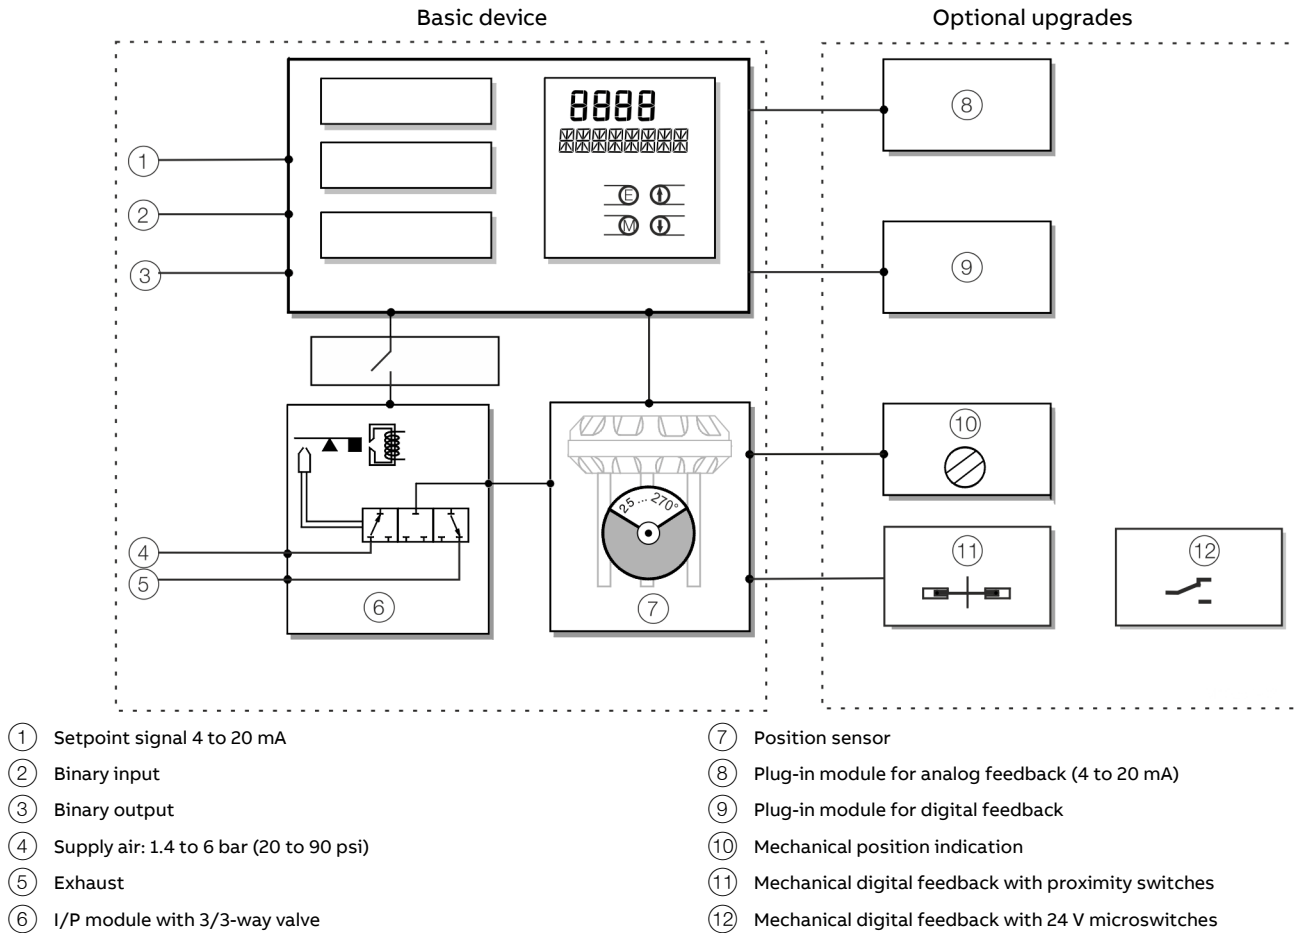 Basic device
Optional upgrades
8888
8
1
E
2
M
3
9
10
25 ... 270°
4
11
12
5
6
7
1 Setpoint signal 4 to 20 mA
2 Binary input
3 Binary output
4 Supply air: 1.4 to 6 bar (20 to 90 psi)
5 Exhaust
6 I/P module with 3/3-way valve
7 Position sensor
8 Plug-in module for analog feedback (4 to 20 mA)
9 Plug-in module for digital feedback
10 Mechanical position indication
11 Mechanical digital feedback with proximity switches
12 Mechanical digital feedback with 24 V microswitches